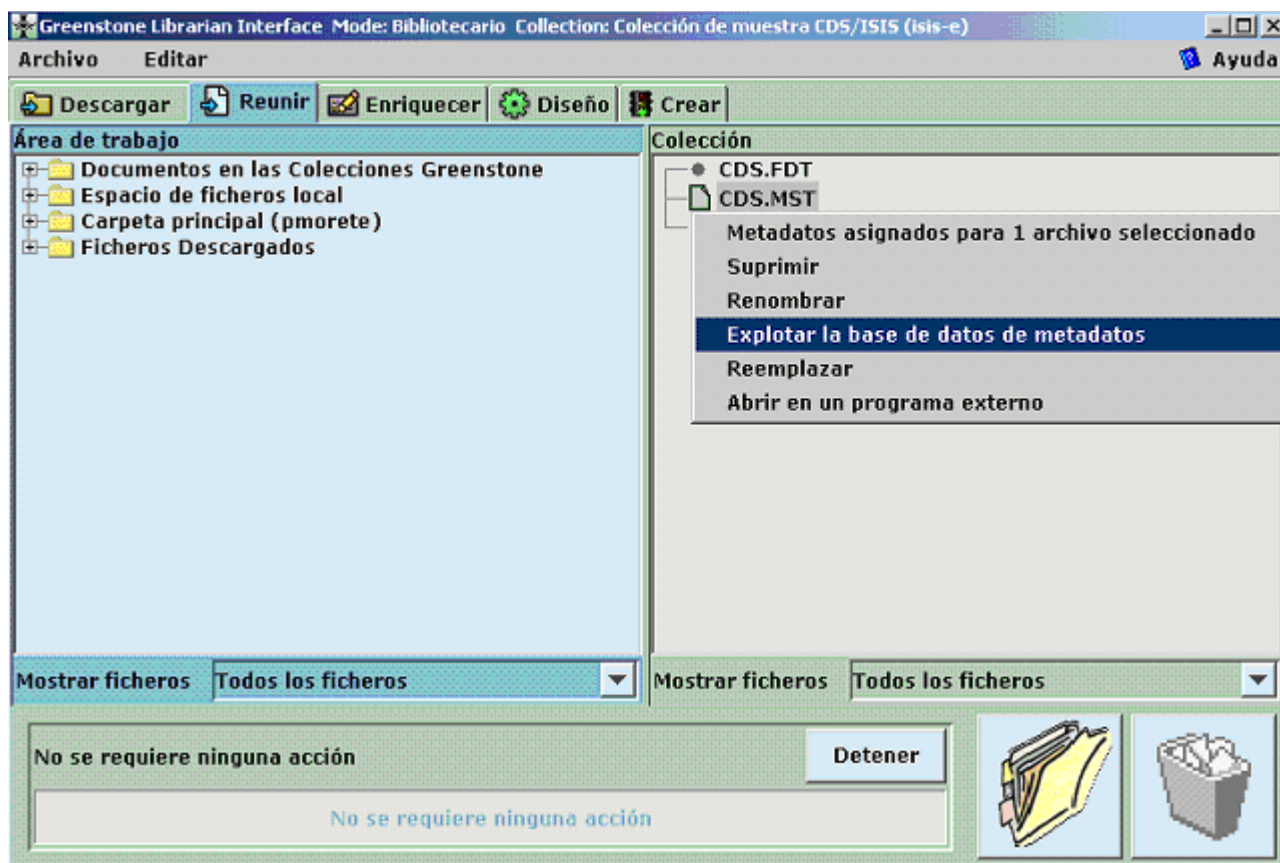 Greenstone Librarian Interface Mode: Bibliotecario Collection: Colección de muestra CDS/ISIS (isis-e)
Archivo Editar Ayuda
Descargar Reunir Enriquecer Diseño Crear
Área de trabajo
Documentos en las Colecciones Greenstone
Espacio de ficheros local
Carpeta principal (pmorete)
Ficheros Descargados
Colección
CDS.FDT
CDS.MST
Metadatos asignados para 1 archivo seleccionado
Suprimir
Renombrar
Explotar la base de datos de metadatos
Reemplazar
Abrir en un programa externo
Mostrar ficheros Todos los ficheros
Mostrar ficheros Todos los ficheros
No se requiere ninguna acción
Detener
No se requiere ninguna acción